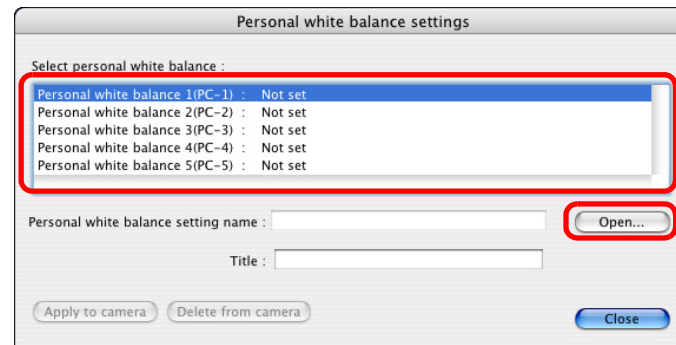 Personal white balance settings
Select personal white balance :
Personal white balance 1(PC-1) : Not set
Personal white balance 2(PC-2) : Not set
Personal white balance 3(PC-3) : Not set
Personal white balance 4(PC-4) : Not set
Personal white balance 5(PC-5) : Not set
Personal white balance setting name : Open...
Title :
Apply to camera Delete from camera Close